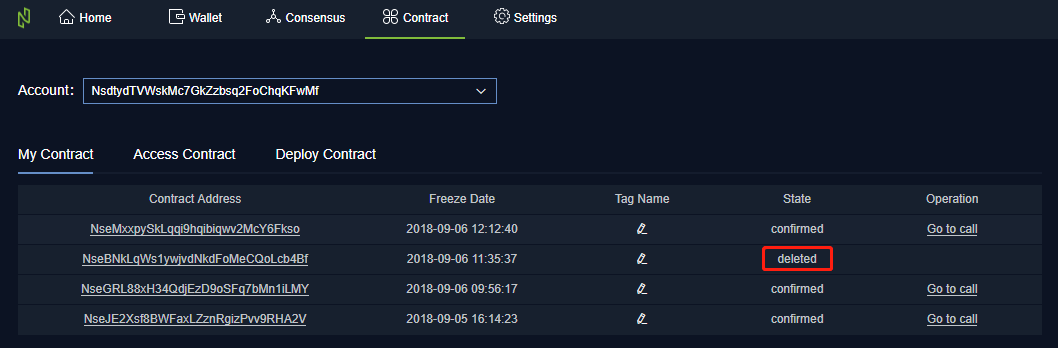 Home Wallet Consensus Contract Settings
Account: NsdtydTVWskMc7GkZzbsq2FoChqKFwMf
My Contract Access Contract Deploy Contract
Contract Address Freeze Date Tag Name State Operation
NseMxxpySkLqqi9hqibiqwv2McY6Fkso 2018-09-06 12:12:40 confirmed Go to call
NseBNkLqWs1ywjvdNkdFoMeCQoLcb4Bf 2018-09-06 11:35:37 deleted
NseGRL88xH34QdjEzD9oSFq7bMn1iLMY 2018-09-06 09:56:17 confirmed Go to call
NseJE2Xsf8BWFaxLZznRgizPvv9RHA2V 2018-09-05 16:14:23 confirmed Go to call